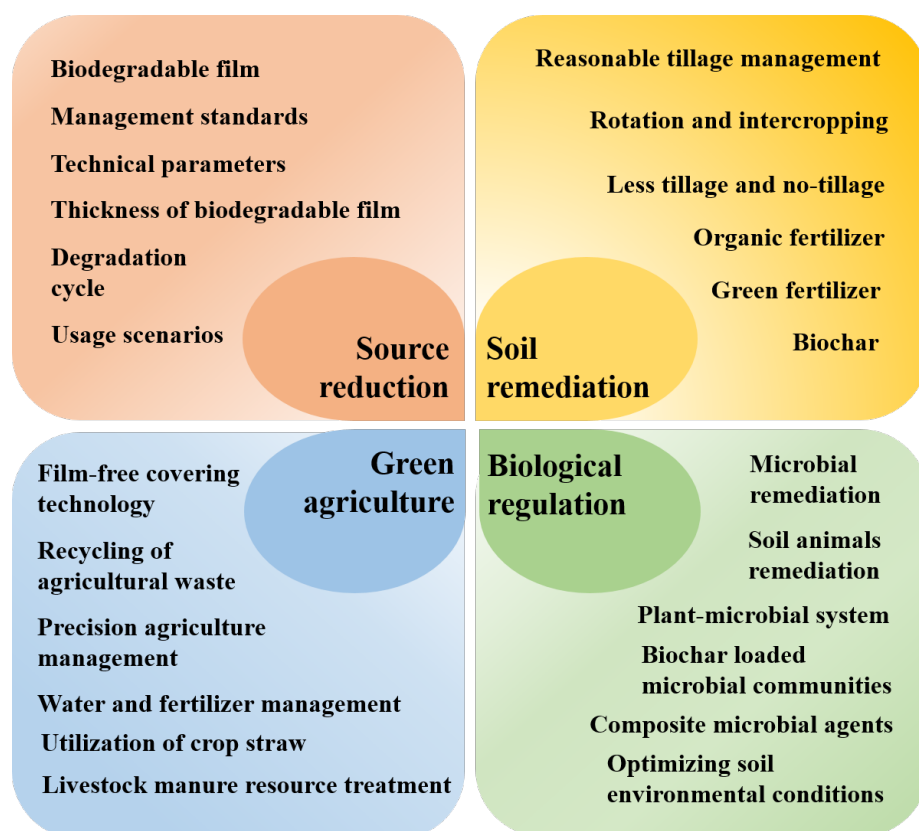 Biodegradable film
Management standards
Technical parameters
Thickness of biodegradable film
Degradation
cycle
Usage scenarios
Source
reduction
Reasonable tillage management
Rotation and intercropping
Less tillage and no-tillage
Organic fertilizer
Green fertilizer
Biochar
Soil
remediation
Green
agriculture
Film-free covering
technology
Recycling of
agricultural waste
Precision agriculture
management
Water and fertilizer management
Utilization of crop straw
Livestock manure resource treatment
Biological
regulation
Microbial
remediation
Soil animals
remediation
Plant-microbial system
Biochar loaded
microbial communities
Composite microbial agents
Optimizing soil
environmental conditions